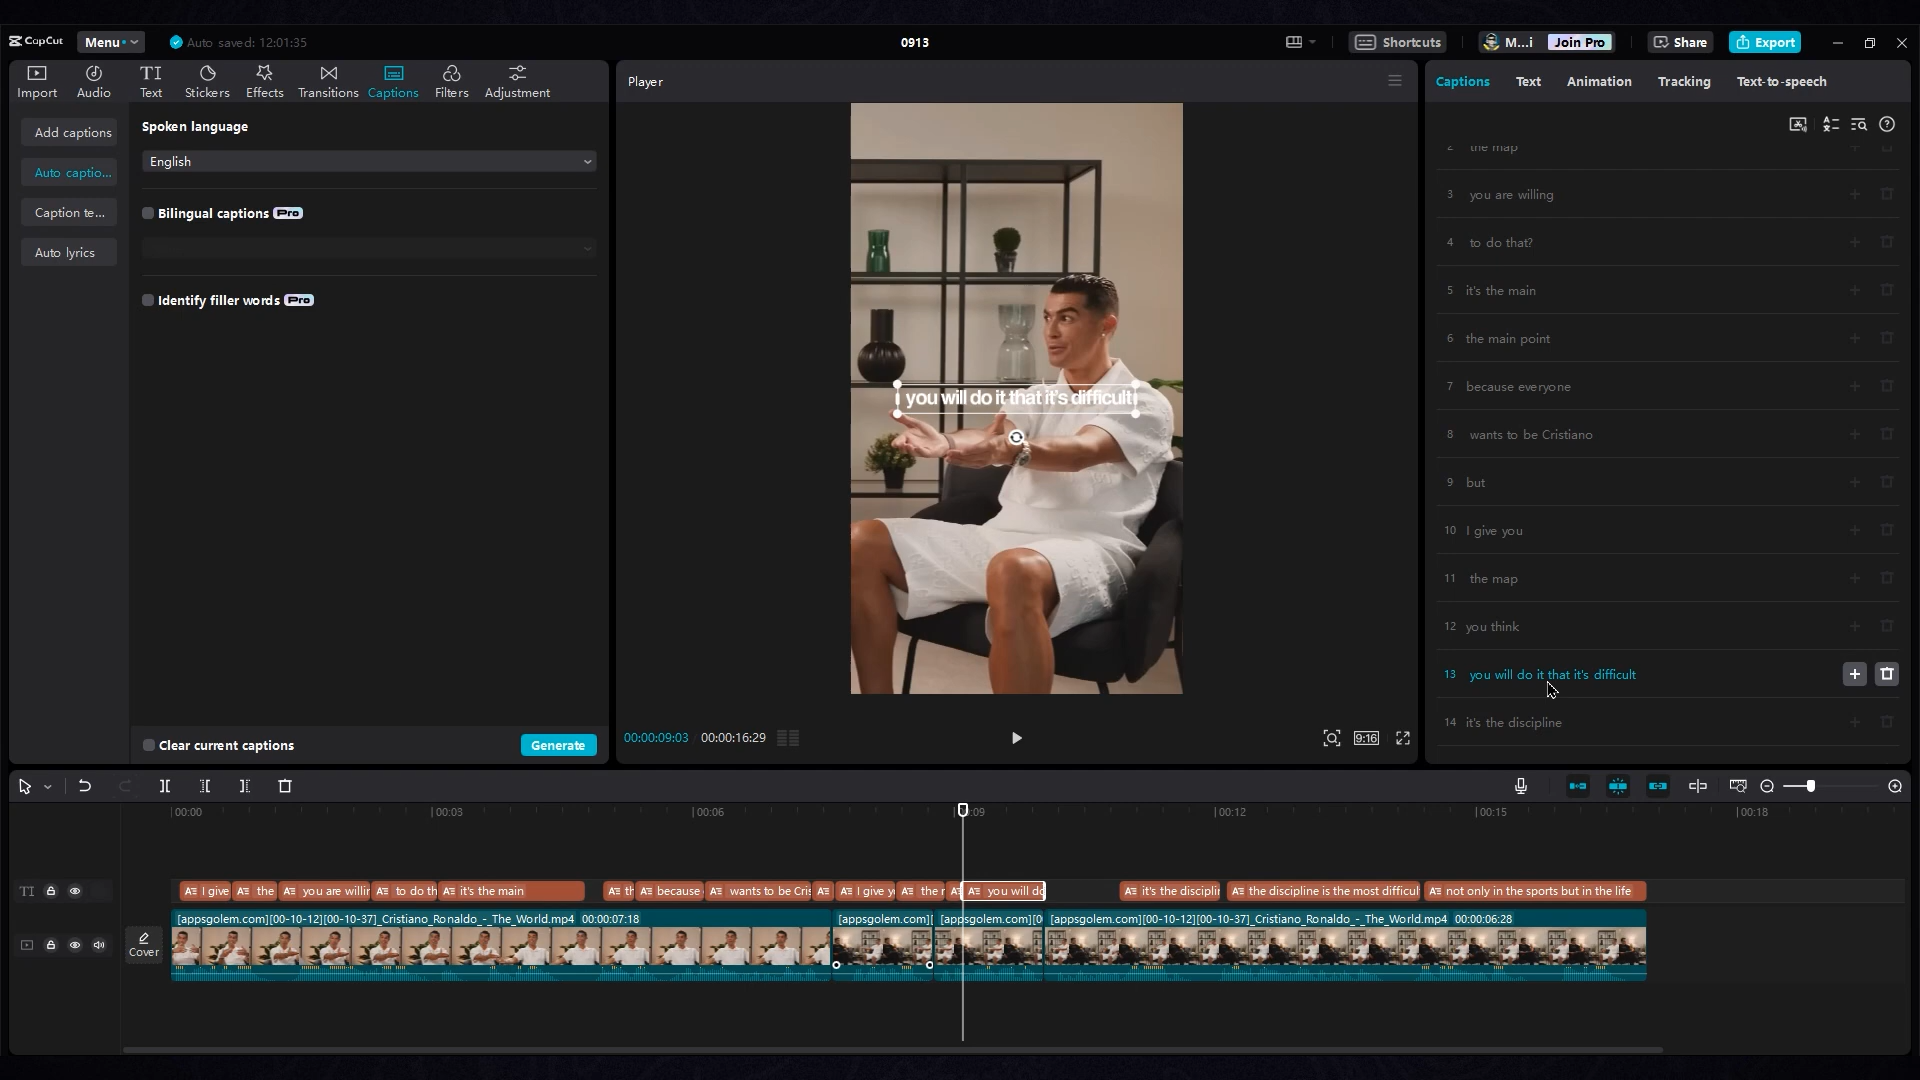 CapCut
Menu
Auto saved: 12:01:35
0913
Shortcuts
M...i
Join Pro
Share
Export
Import
Audio
TI
Text
Stickers
Effects
Transitions
Captions
Filters
Adjustment
Add captions
Auto captio...
Caption te...
Auto lyrics
Spoken language
English
Bilingual captions Pro
Identify filler words Pro
Clear current captions
Generate
Player
you will do it that it's difficult
00:00:09:03 00:00:16:29
9:16
Captions
Text
Animation
Tracking
Text-to-speech
2 the map
3 you are willing
4 to do that?
5 it's the main
6 the main point
7 because everyone
8 wants to be Cristiano
9 but
10 I give you
11 the map
12 you think
13 you will do it that it's difficult
14 it's the discipline
00:00
00:03
00:06
:09
00:12
00:15
00:18
TI
A I give
A the
A you are willin
A to do th
A it's the main
A th
A because
A wants to be Cris
A
A I give y
A the r
A
A you will do
A it's the disciplin
A the discipline is the most difficult
A not only in the sports but in the life
Cover
[appsgolem.com][00-10-12][00-10-37]_Cristiano_Ronaldo_-_The_World.mp4 00:00:07:18
[appsgolem.com][
[appsgolem.com][0
[appsgolem.com][00-10-12][00-10-37]_Cristiano_Ronaldo_-_The_World.mp4 00:00:06:28